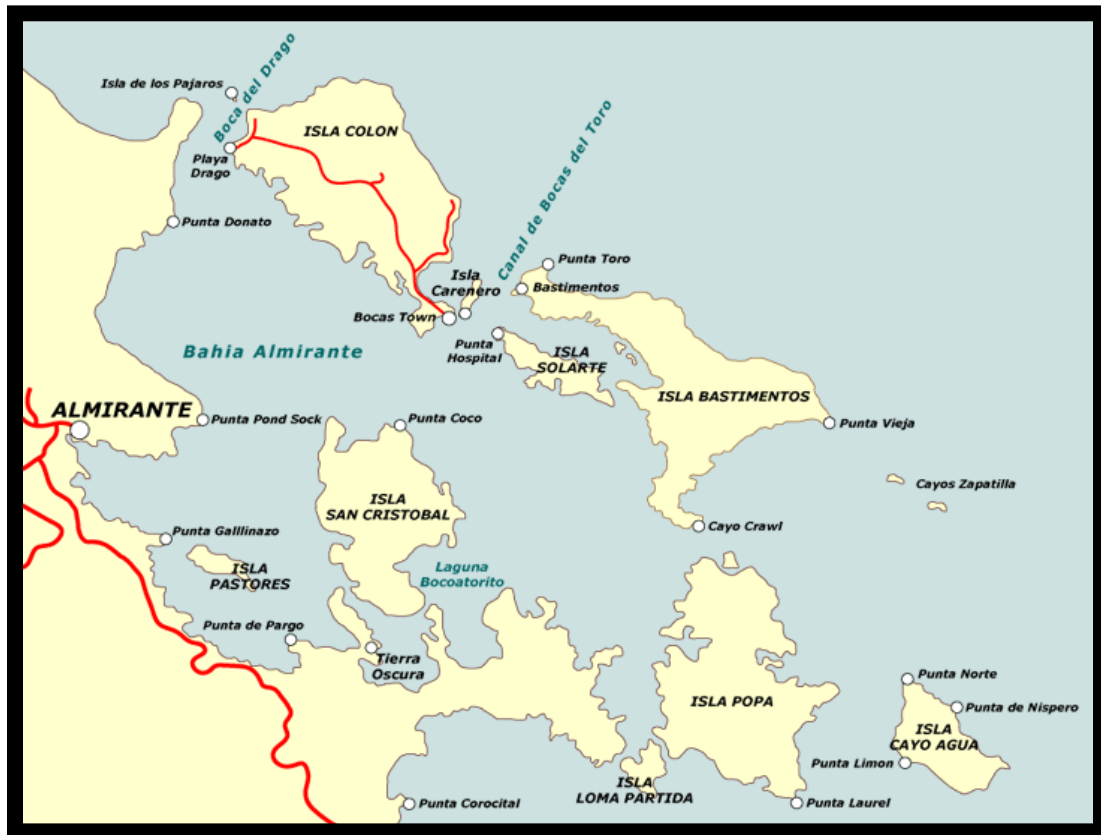 Isla de los Pajaros
Boca del Drago
ISLA COLON
Playa
Drago
Punta Donato
Canal de Bocas del Toro
Punta Toro
Isla
Carenero
Bastimentos
Bocas Town
Punta
Hospital
ISLA
SOLARTE
Bahia Almirante
ISLA BASTIMENTOS
ALMIRANTE
Punta Pond Sock
Punta Coco
Punta Vieja
Cayos Zapatilla
ISLA
SAN CRISTOBAL
Cayo Crawl
Punta Galllinazo
ISLA
PASTORES
Laguna
Bocoatorito
Punta de Pargo
Tierra
Oscura
Punta Norte
ISLA POPA
Punta de Nispero
ISLA
CAYO AGUA
Punta Limon
ISLA
LOMA PARTIDA
Punta Corocital
Punta Laurel